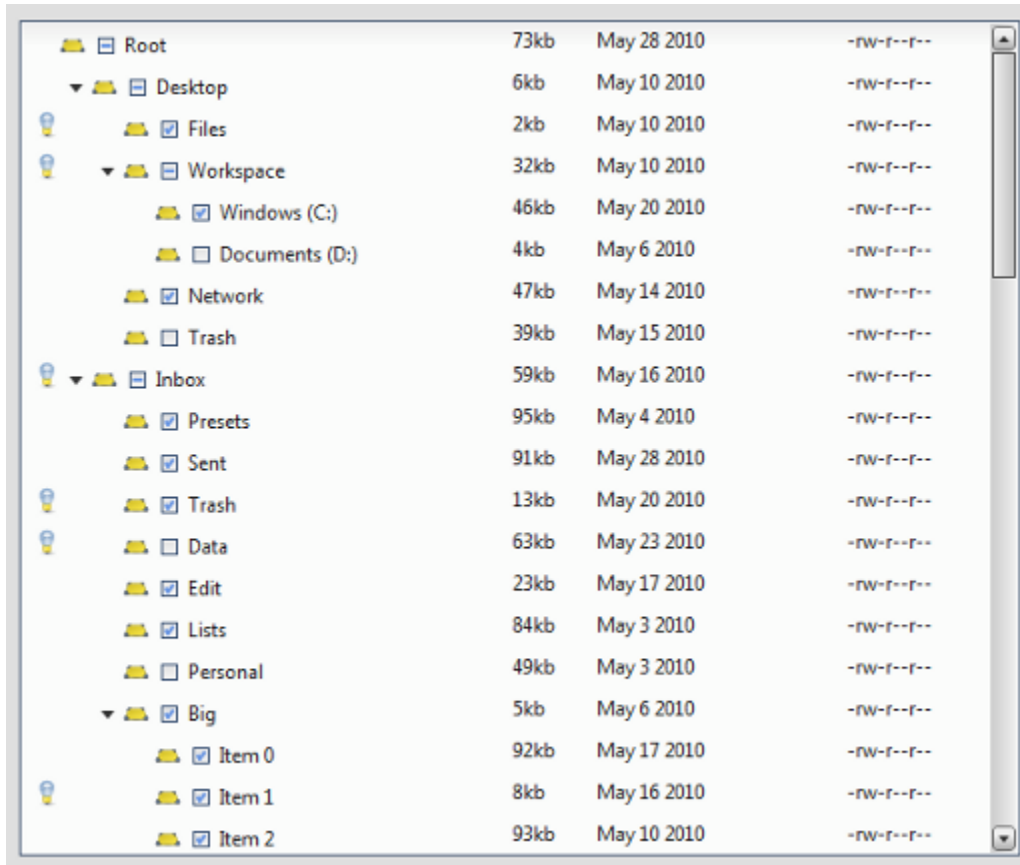 Root 73kb May 28 2010 -rw-r--r--
Desktop 6kb May 10 2010 -rw-r--r--
Files 2kb May 10 2010 -rw-r--r--
Workspace 32kb May 10 2010 -rw-r--r--
Windows (C:) 46kb May 20 2010 -rw-r--r--
Documents (D:) 4kb May 6 2010 -rw-r--r--
Network 47kb May 14 2010 -rw-r--r--
Trash 39kb May 15 2010 -rw-r--r--
Inbox 59kb May 16 2010 -rw-r--r--
Presets 95kb May 4 2010 -rw-r--r--
Sent 91kb May 28 2010 -rw-r--r--
Trash 13kb May 20 2010 -rw-r--r--
Data 63kb May 23 2010 -rw-r--r--
Edit 23kb May 17 2010 -rw-r--r--
Lists 84kb May 3 2010 -rw-r--r--
Personal 49kb May 3 2010 -rw-r--r--
Big 5kb May 6 2010 -rw-r--r--
Item 0 92kb May 17 2010 -rw-r--r--
Item 1 8kb May 16 2010 -rw-r--r--
Item 2 93kb May 10 2010 -rw-r--r--